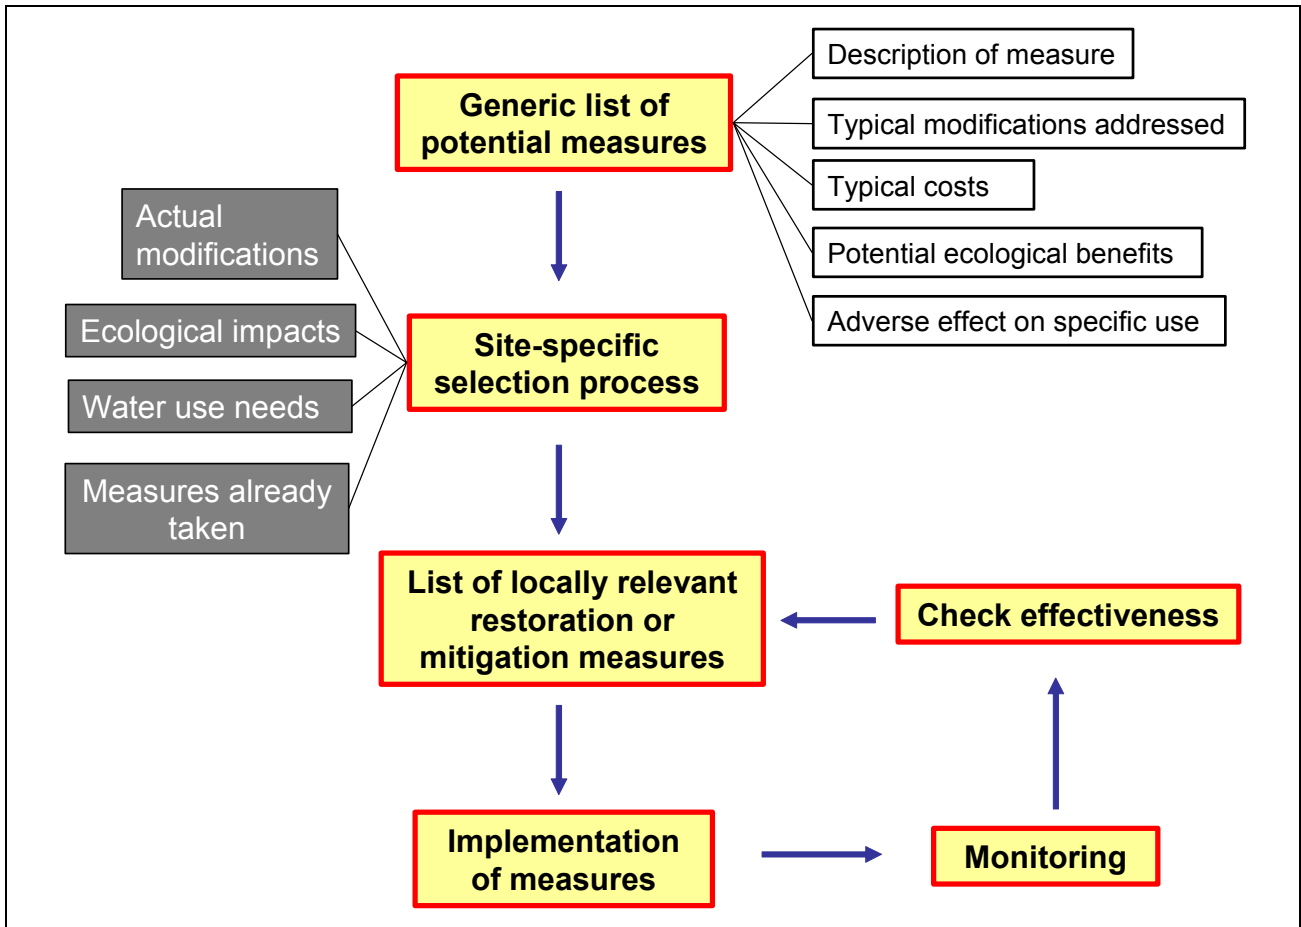 Generic list of
potential measures
Description of measure
Typical modifications addressed
Typical costs
Potential ecological benefits
Adverse effect on specific use
Actual
modifications
Ecological impacts
Water use needs
Measures already
taken
Site-specific
selection process
List of locally relevant
restoration or
mitigation measures
Check effectiveness
Implementation
of measures
Monitoring